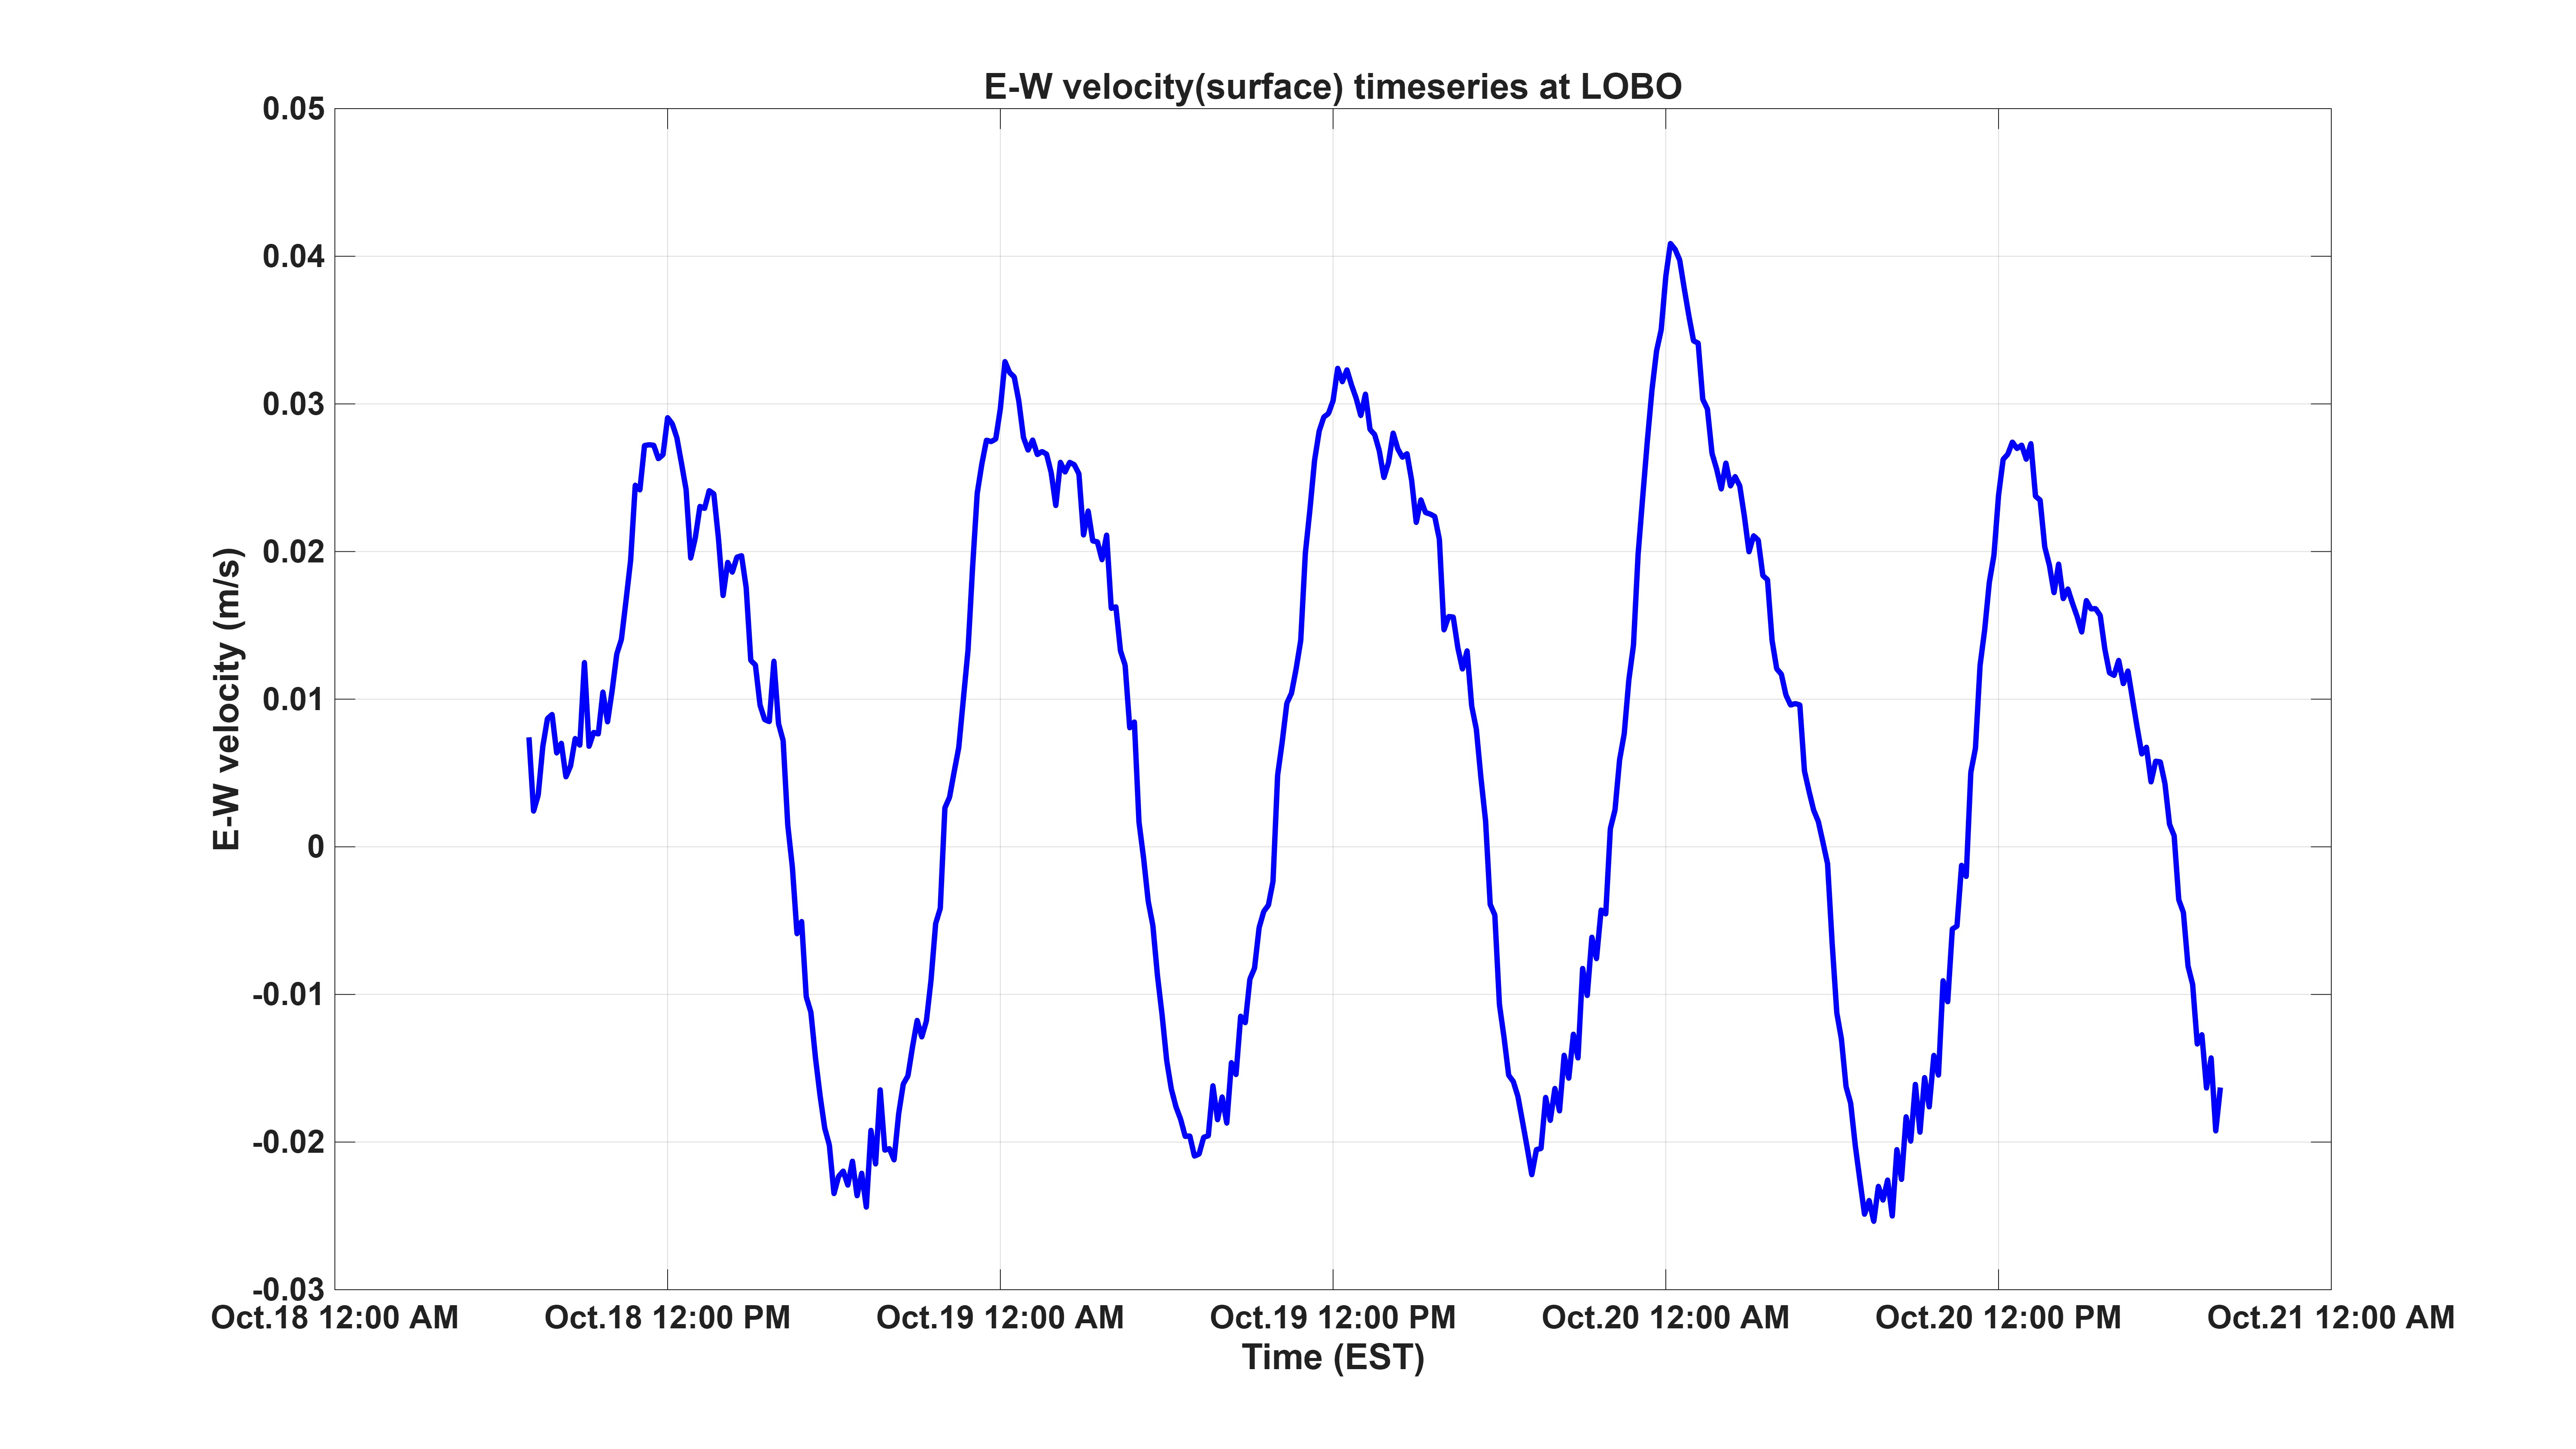 E-W velocity(surface) timeseries at LOBO
0.05
0.04
0.03
0.02
0.01
0
-0.01
-0.02
-0.03
E-W velocity (m/s)
Oct.18 12:00 AM Oct.18 12:00 PM Oct.19 12:00 AM Oct.19 12:00 PM Oct.20 12:00 AM Oct.20 12:00 PM Oct.21 12:00 AM
Time (EST)